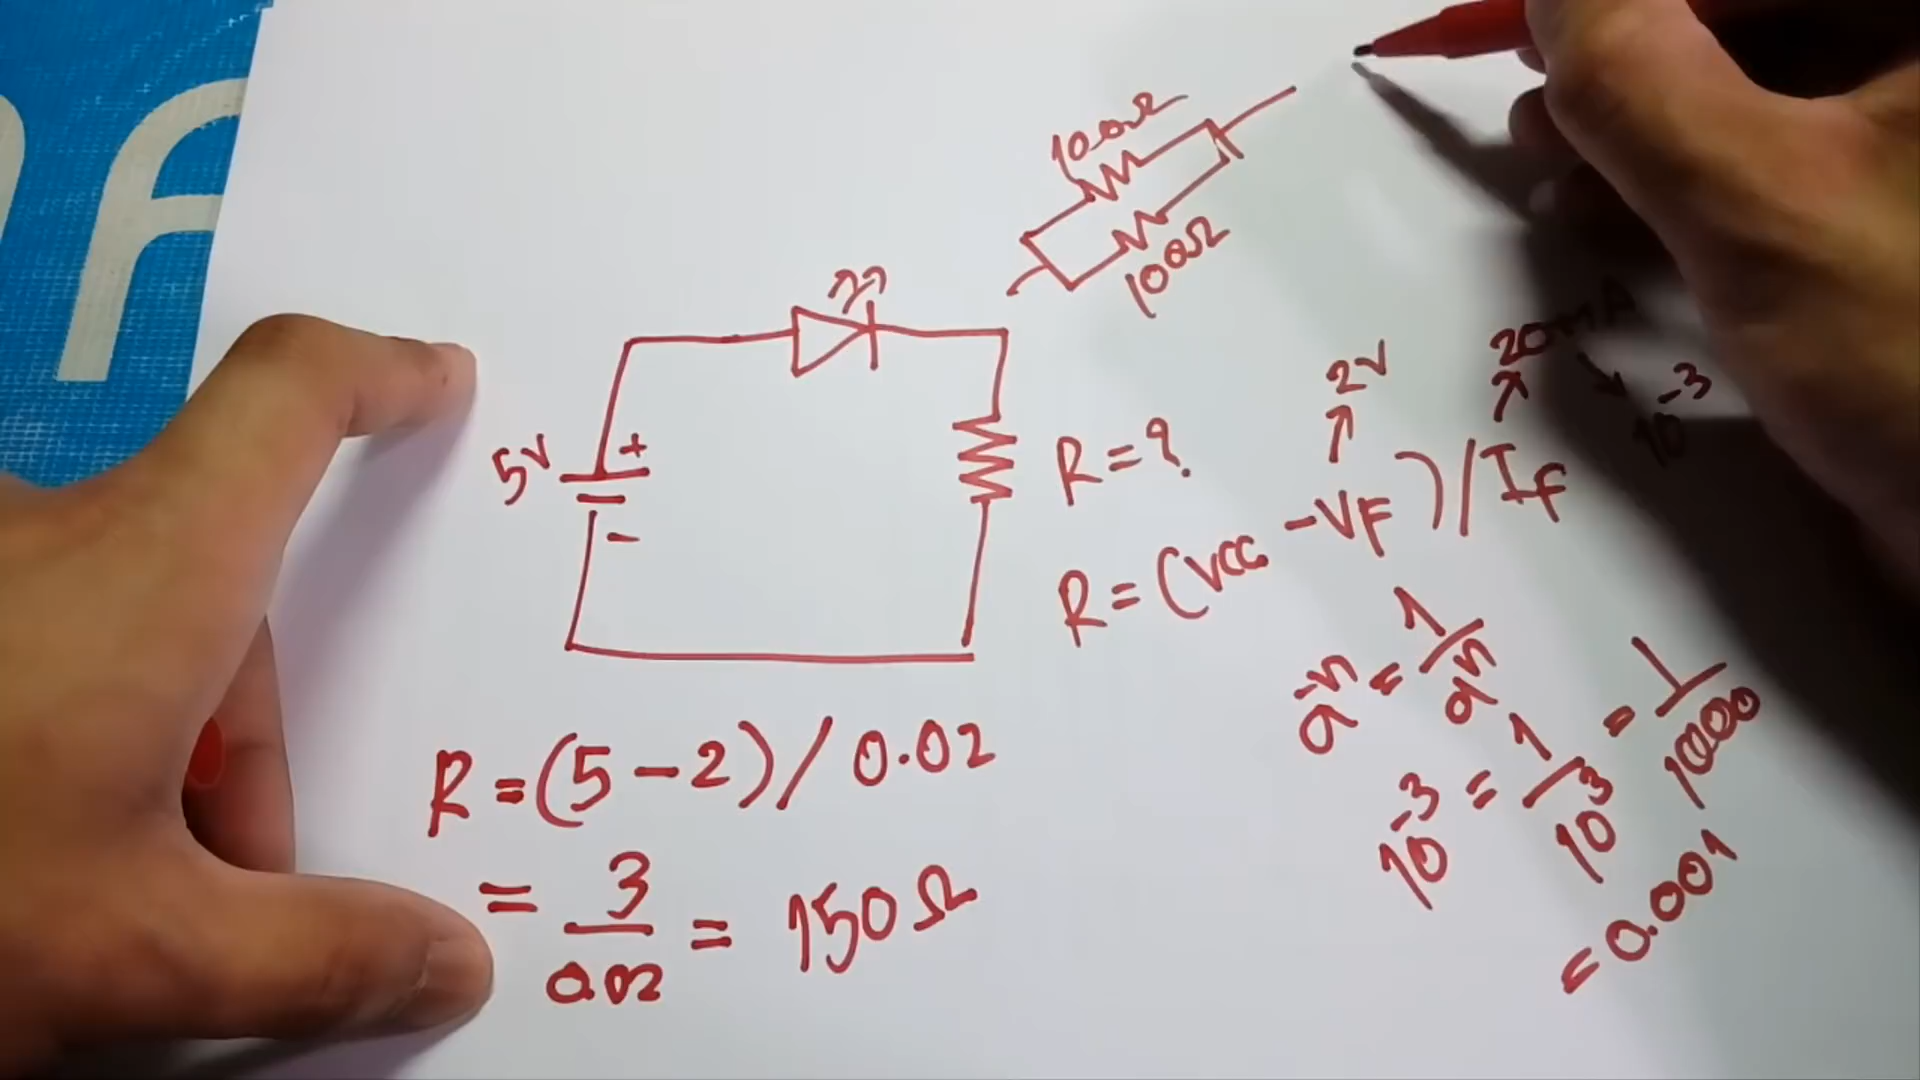 100Ω
100Ω
5V
+
-
R=?
2V
20mA
10⁻³
R=(VCC -VF)/IF
a⁻ⁿ = 1/aⁿ
10⁻³ = 1/10³ = 1/1000
= 0.001
R=(5-2)/0.02
= 3/0.02 = 150Ω